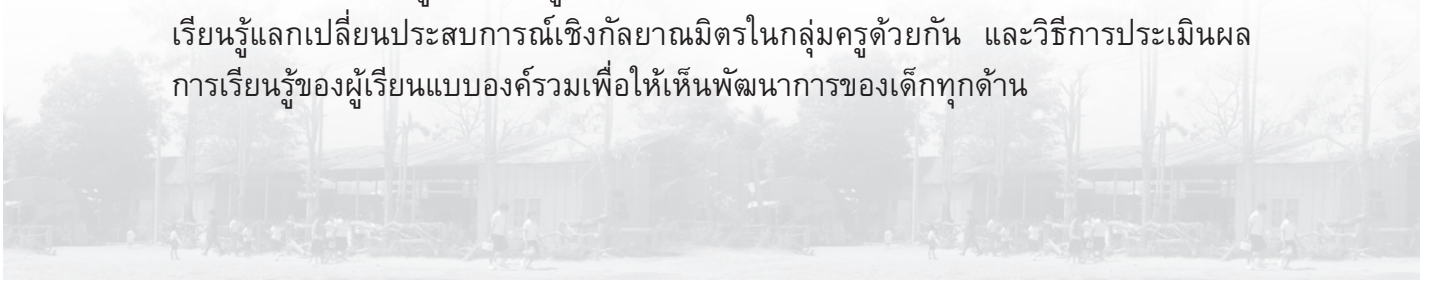 เรียนรู้แลกเปลี่ยนประสบการณ์เชิงกัลยาณมิตรในกลุ่มครูด้วยกัน และวิธีการประเมินผล
การเรียนรู้ของผู้เรียนแบบองค์รวมเพื่อให้เห็นพัฒนาการของเด็กทุกด้าน